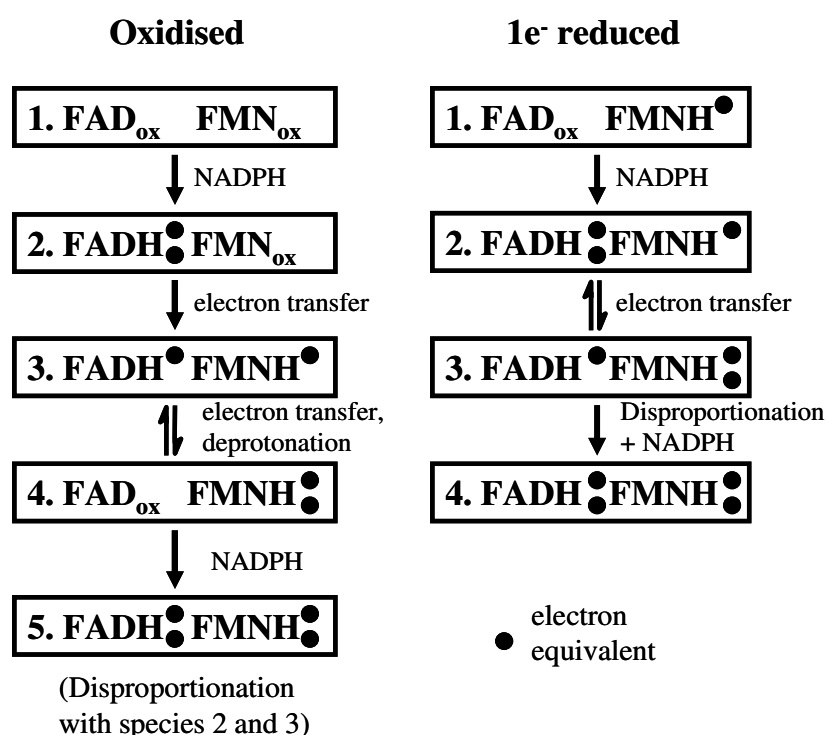 Oxidised
1. FADox FMNox
NADPH
2. FADH FMNox
electron transfer
3. FADH FMNH
electron transfer,
deprotonation
4. FADox FMNH
NADPH
5. FADH FMNH
(Disproportionation
with species 2 and 3)
1e- reduced
1. FADox FMNH
NADPH
2. FADH FMNH
electron transfer
3. FADH FMNH
Disproportionation
+ NADPH
4. FADH FMNH
electron
equivalent